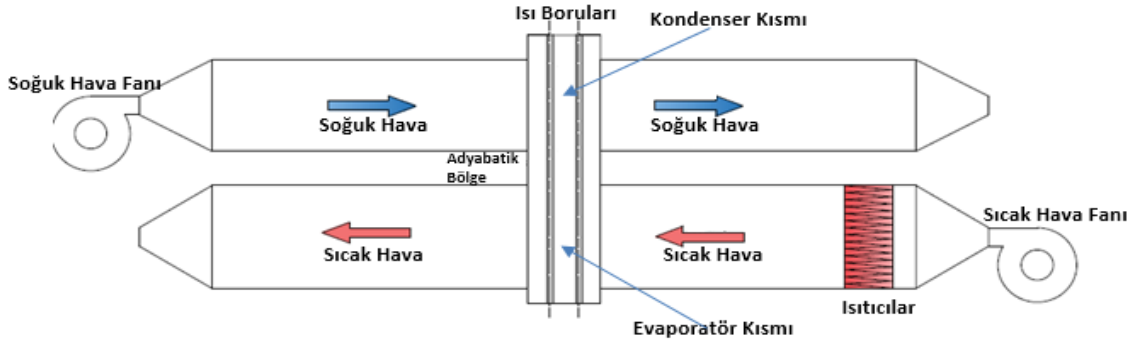 Isı Boruları
Kondenser Kısmı
Soğuk Hava Fanı
Soğuk Hava
Soğuk Hava
Adyabatik
Bölge
Sıcak Hava Fanı
Sıcak Hava
Sıcak Hava
Isıtıcılar
Evaporatör Kısmı